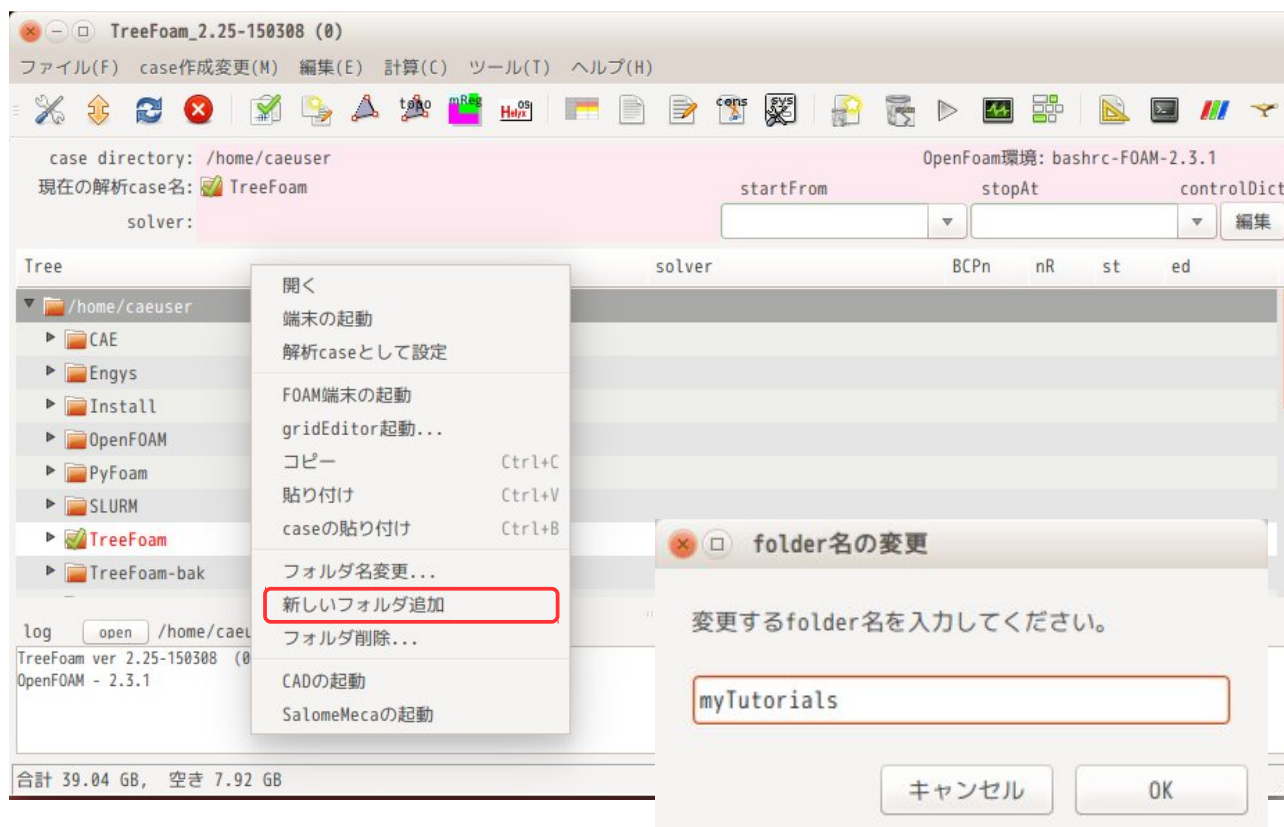 TreeFoam_2.25-150308 (0)
ファイル(F) case作成変更(M) 編集(E) 計算(C) ツール(T) ヘルプ(H)
case directory: /home/caeuser
OpenFoam環境: bashrc-FOAM-2.3.1
現在の解析case名: TreeFoam
startFrom stopAt controlDict
solver:
編集
Tree solver BCPn nR st ed
/home/caeuser
CAE
Engys
Install
OpenFOAM
PyFoam
SLURM
TreeFoam
TreeFoam-bak
log open /home/caeu
TreeFoam ver 2.25-150308 (0
OpenFOAM - 2.3.1
合計 39.04 GB, 空き 7.92 GB
開く
端末の起動
解析caseとして設定
FOAM端末の起動
gridEditor起動...
コピー Ctrl+C
貼り付け Ctrl+V
caseの貼り付け Ctrl+B
フォルダ名変更...
新しいフォルダ追加
フォルダ削除...
CADの起動
SalomeMecaの起動
folder名の変更
変更するfolder名を入力してください。
myTutorials
キャンセル OK